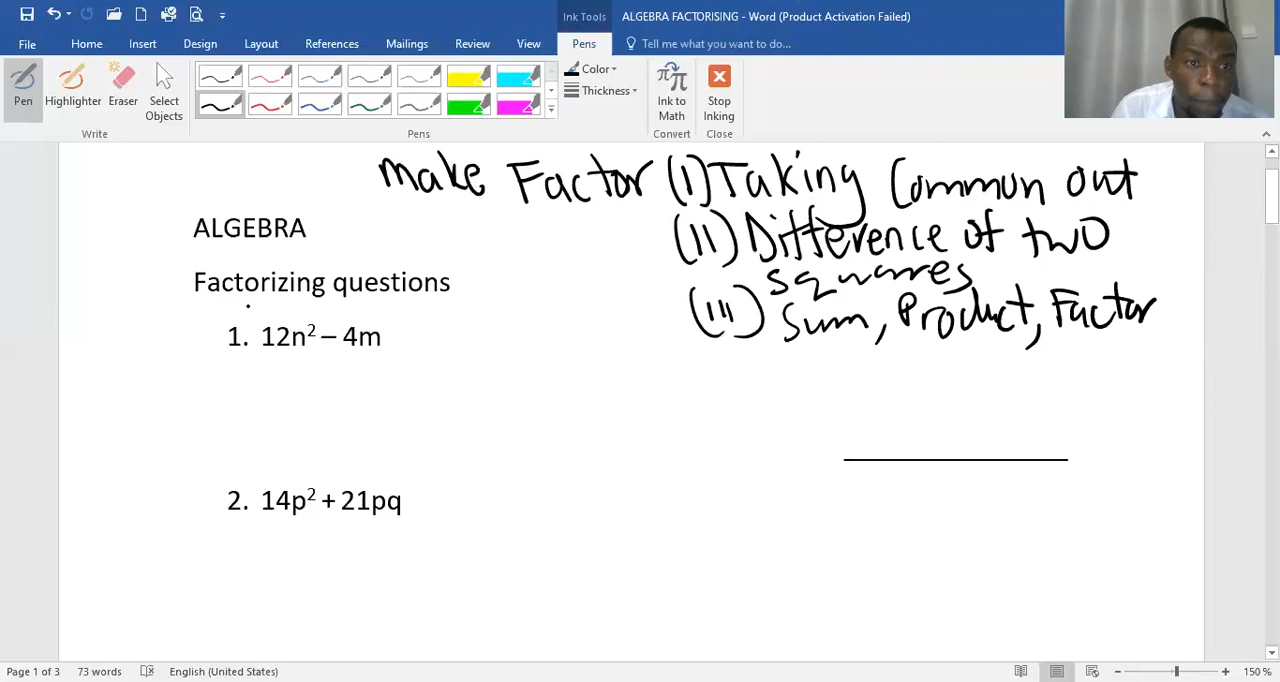 ALGEBRA FACTORISING - Word (Product Activation Failed)
Ink Tools
File Home Insert Design Layout References Mailings Review View Pens Tell me what you want to do...
Pen Highlighter Eraser Select Objects
Color
Thickness
Ink to Math
Stop Inking
Write Pens Convert Close
Make Factor (i) Taking Common out
(ii) Difference of two
squares
(iii) Sum, Product, Factor
ALGEBRA
Factorizing questions
1. 12n² – 4m
2. 14p² + 21pq
Page 1 of 3 73 words English (United States) 150 %